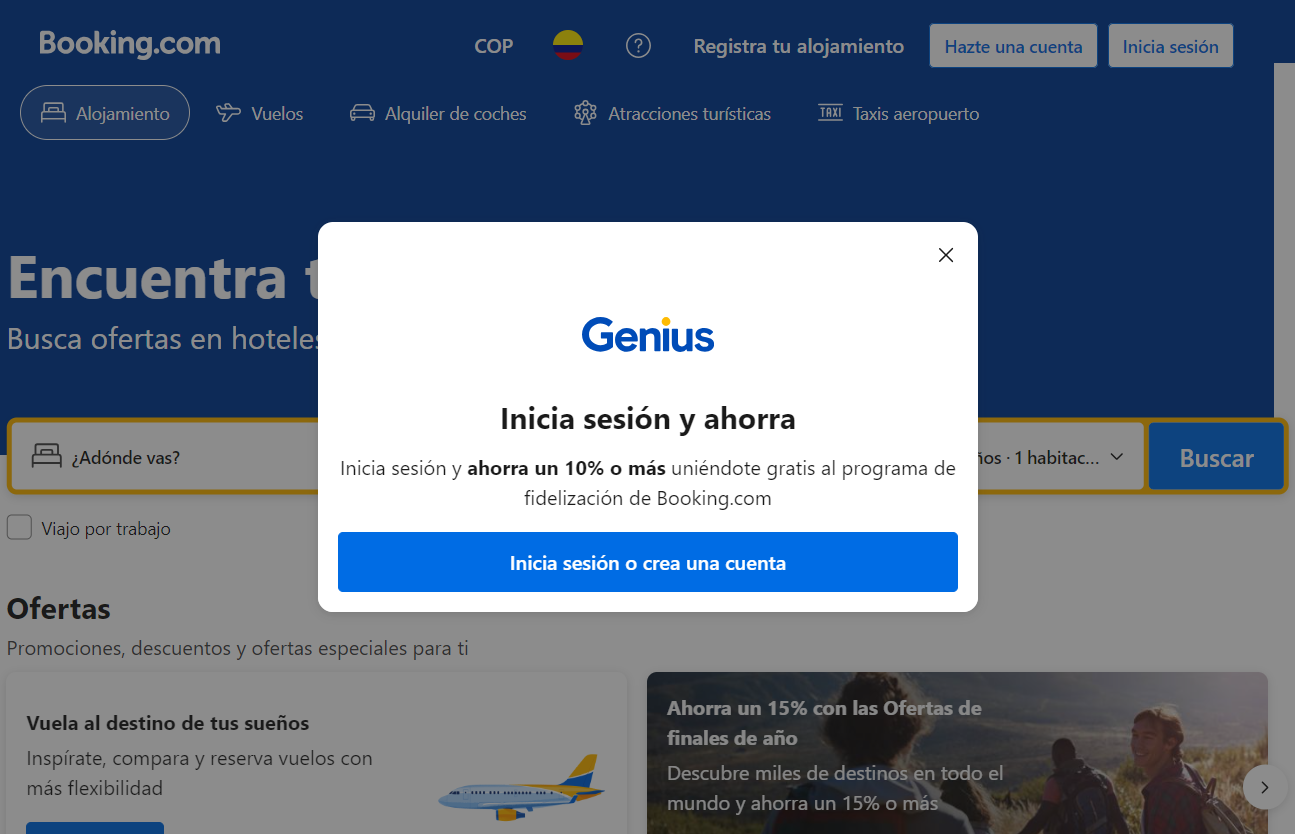 Booking.com
COP
Registra tu alojamiento
Hazte una cuenta
Inicia sesión
Alojamiento
Vuelos
Alquiler de coches
Atracciones turísticas
TAXI
Taxis aeropuerto
Encuentra
Busca ofertas en hoteles
Genius
Inicia sesión y ahorra
Inicia sesión y ahorra un 10% o más uniéndote gratis al programa de
fidelización de Booking.com
Inicia sesión o crea una cuenta
¿Adónde vas?
· 1 habitac...
Buscar
Viajo por trabajo
Ofertas
Promociones, descuentos y ofertas especiales para ti
Vuela al destino de tus sueños
Inspírate, compara y reserva vuelos con
más flexibilidad
Ahorra un 15% con las Ofertas de
finales de año
Descubre miles de destinos en todo el
mundo y ahorra un 15% o más